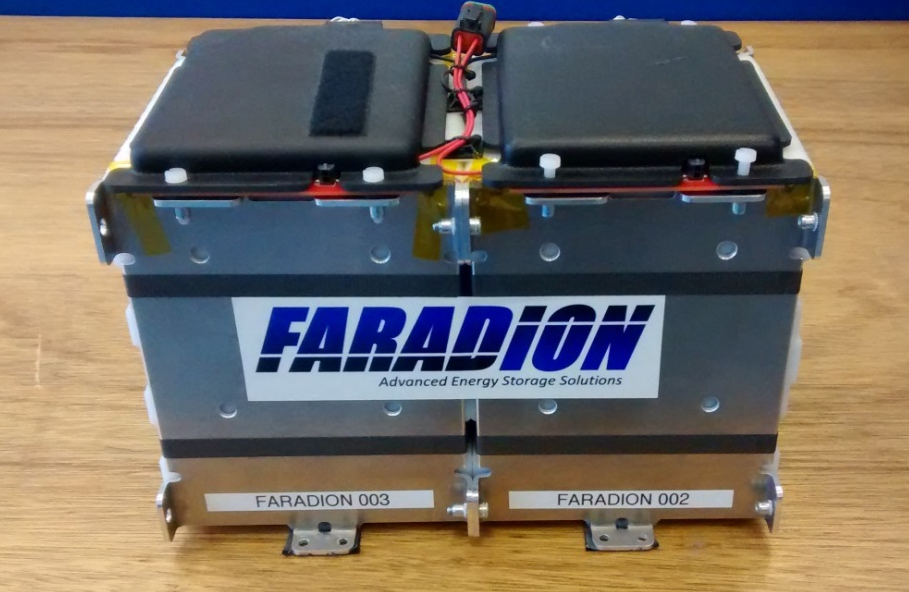 FARADION
Advanced Energy Storage Solutions
FARADION 003
FARADION 002